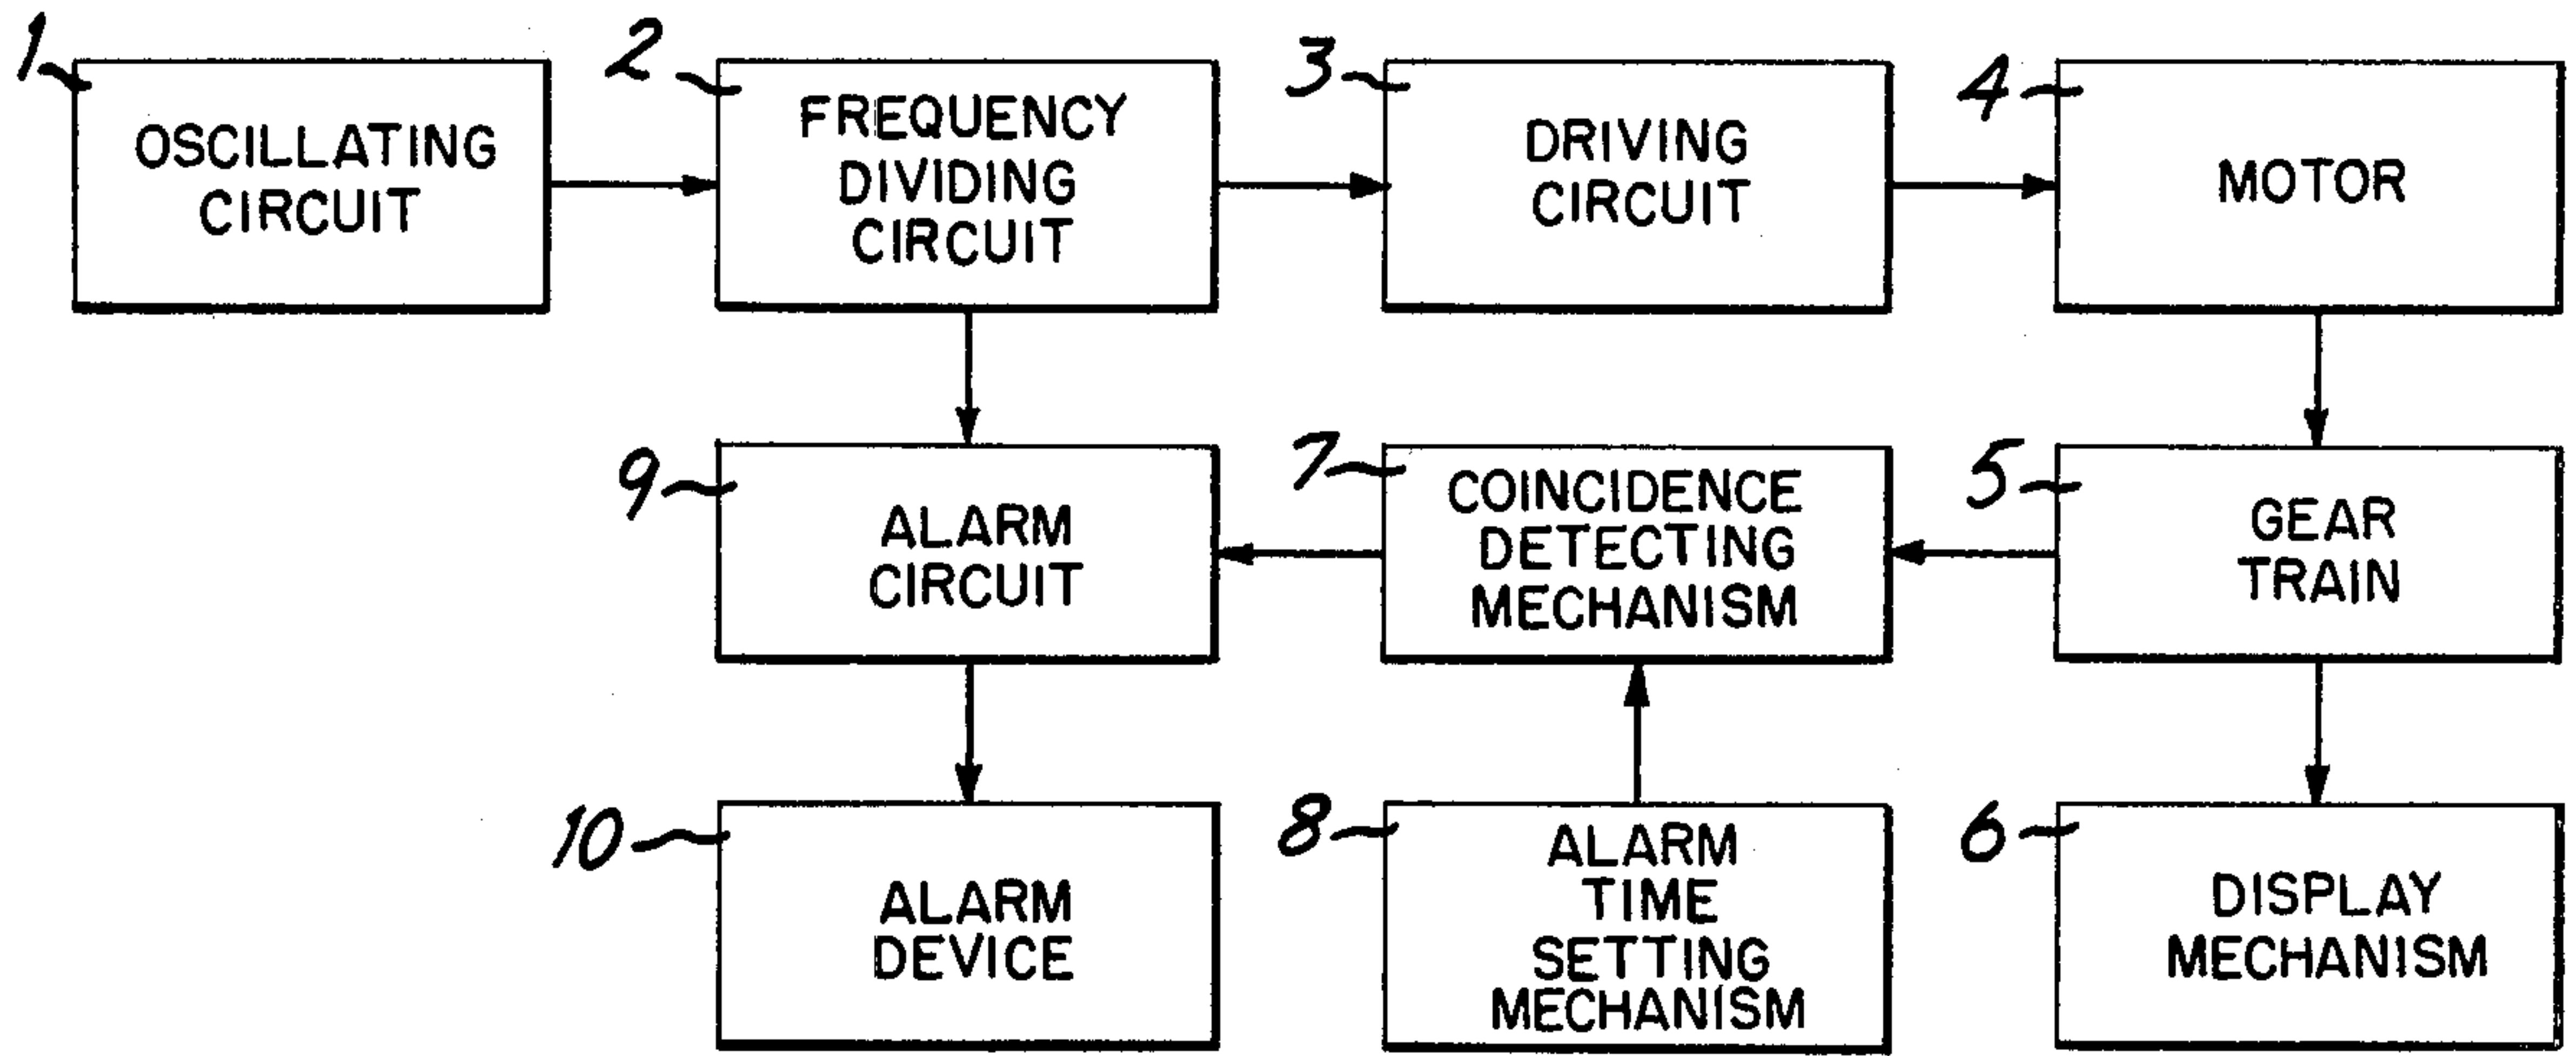 1
OSCILLATING
CIRCUIT
2
FREQUENCY
DIVIDING
CIRCUIT
3
DRIVING
CIRCUIT
4
MOTOR
9
ALARM
CIRCUIT
7
COINCIDENCE
DETECTING
MECHANISM
5
GEAR
TRAIN
10
ALARM
DEVICE
8
ALARM
TIME
SETTING
MECHANISM
6
DISPLAY
MECHANISM